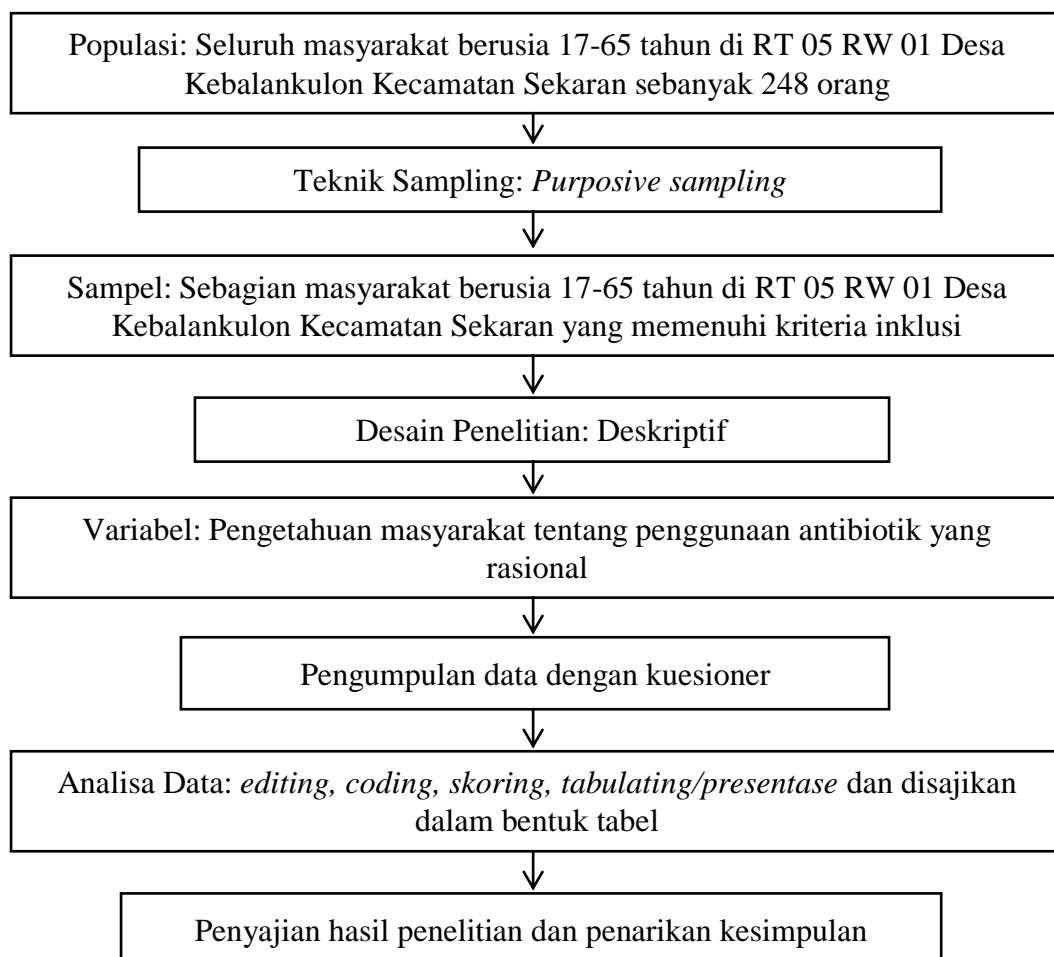 Populasi: Seluruh masyarakat berusia 17-65 tahun di RT 05 RW 01 Desa
Kebalankulon Kecamatan Sekaran sebanyak 248 orang
Teknik Sampling: Purposive sampling
Sampel: Sebagian masyarakat berusia 17-65 tahun di RT 05 RW 01 Desa
Kebalankulon Kecamatan Sekaran yang memenuhi kriteria inklusi
Desain Penelitian: Deskriptif
Variabel: Pengetahuan masyarakat tentang penggunaan antibiotik yang
rasional
Pengumpulan data dengan kuesioner
Analisa Data: editing, coding, skoring, tabulating/presentase dan disajikan
dalam bentuk tabel
Penyajian hasil penelitian dan penarikan kesimpulan